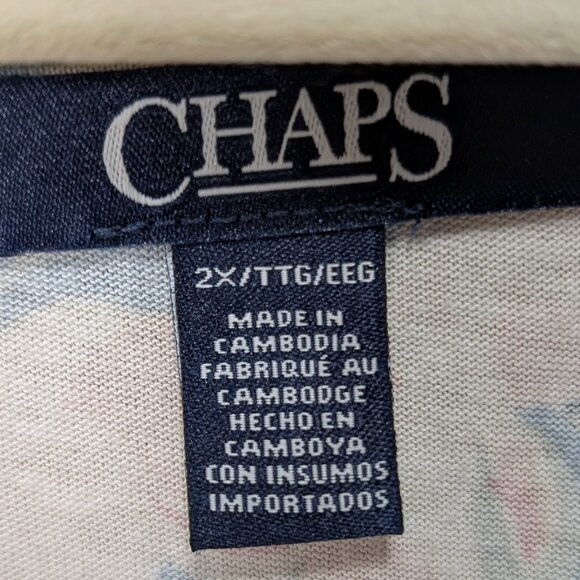 CHAPS
2X/TTG/EEG
MADE IN
CAMBODIA
FABRIQUÉ AU
CAMBODGE
HECHO EN
CAMBOYA
CON INSUMOS
IMPORTADOS